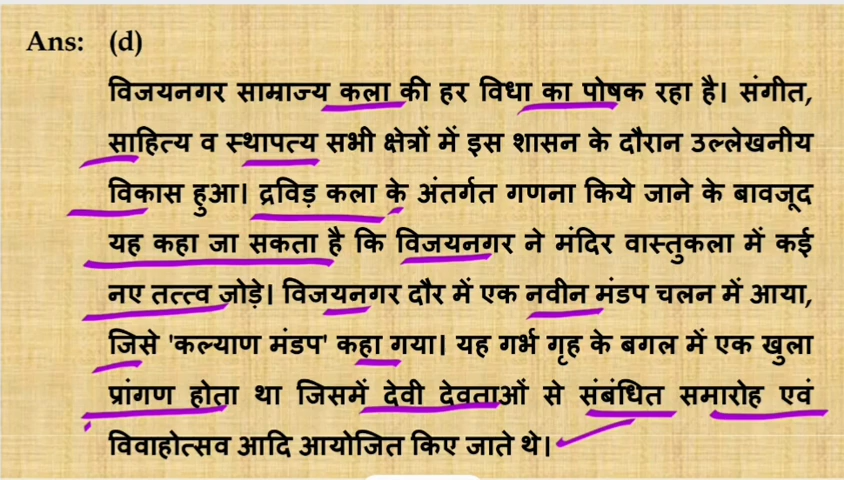 Ans: (d)
विजयनगर साम्राज्य कला की हर विधा का पोषक रहा है। संगीत,
साहित्य व स्थापत्य सभी क्षेत्रों में इस शासन के दौरान उल्लेखनीय
विकास हुआ। द्रविड़ कला के अंतर्गत गणना किये जाने के बावजूद
यह कहा जा सकता है कि विजयनगर ने मंदिर वास्तुकला में कई
नए तत्त्व जोड़े। विजयनगर दौर में एक नवीन मंडप चलन में आया,
जिसे 'कल्याण मंडप' कहा गया। यह गर्भ गृह के बगल में एक खुला
प्रांगण होता था जिसमें देवी देवताओं से संबंधित समारोह एवं
विवाहोत्सव आदि आयोजित किए जाते थे।